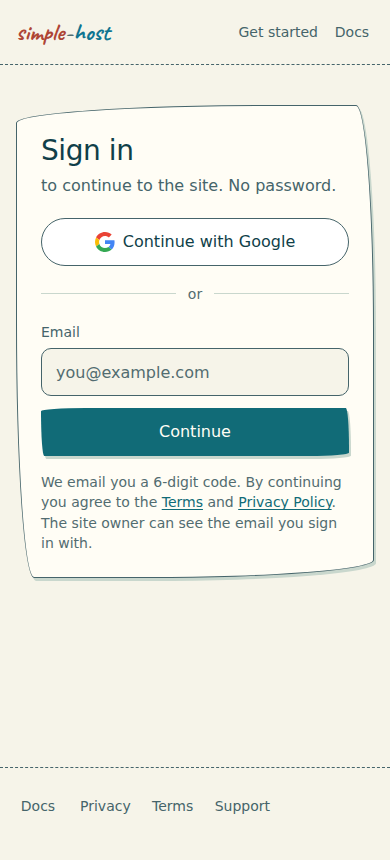 simple-host
Get started Docs
Sign in
to continue to the site. No password.
Continue with Google
or
Email
you@example.com
Continue
We email you a 6-digit code. By continuing
you agree to the Terms and Privacy Policy.
The site owner can see the email you sign
in with.
Docs Privacy Terms Support